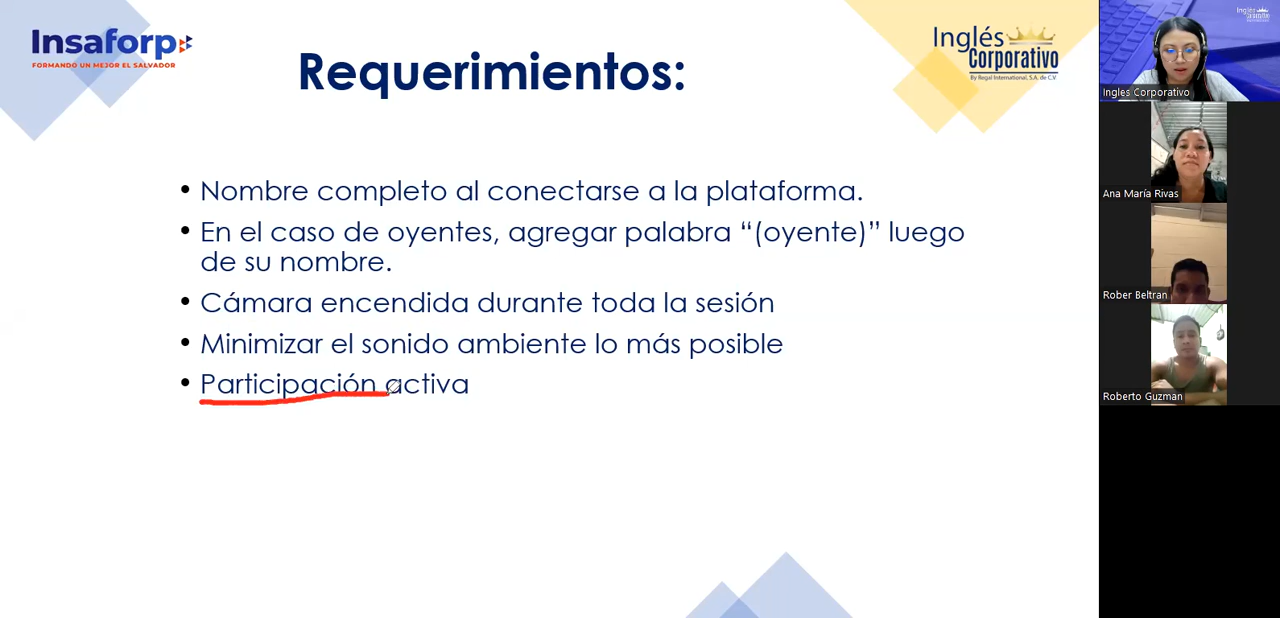 Insaforp
FORMANDO UN MEJOR EL SALVADOR
Requerimientos:
Inglés
Corporativo
By Regal International, S.A. de C.V.
• Nombre completo al conectarse a la plataforma.
• En el caso de oyentes, agregar palabra “(oyente)” luego
de su nombre.
• Cámara encendida durante toda la sesión
• Minimizar el sonido ambiente lo más posible
• Participación activa
Inglés
Corporativo
Ingles Corporativo
Ana María Rivas
Rober Beltran
Roberto Guzman